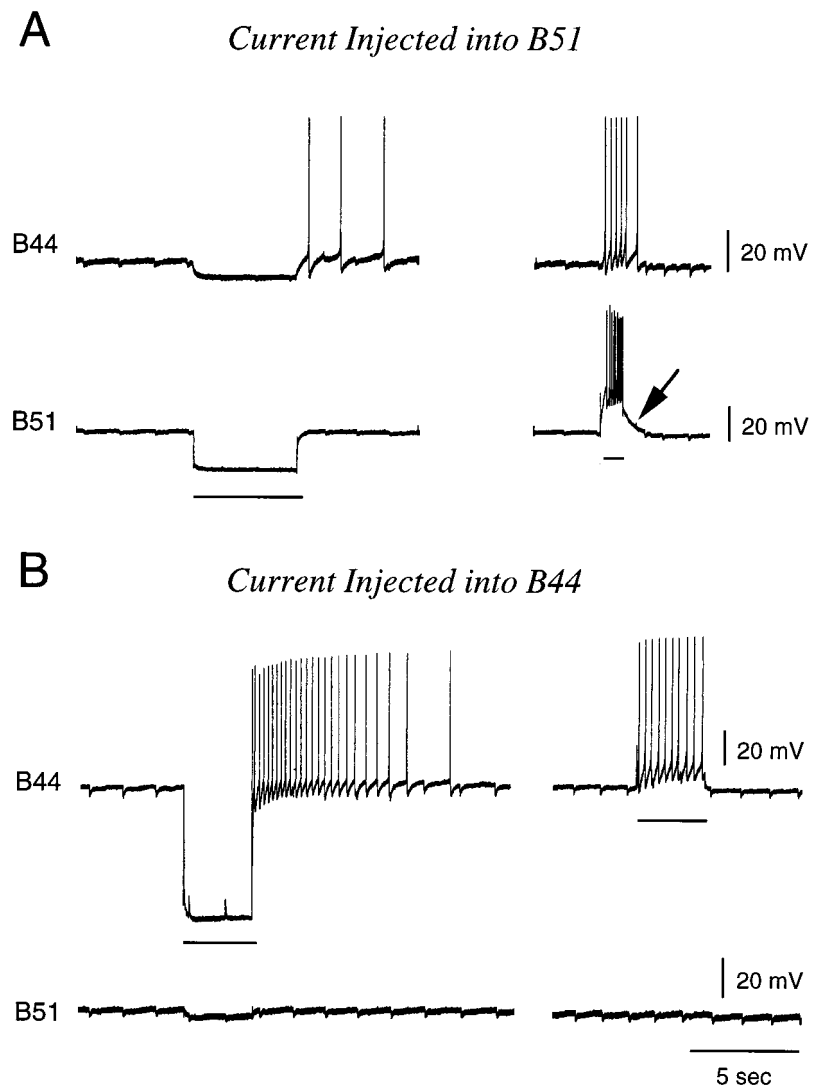 A
Current Injected into B51
B44
20 mV
B51
20 mV
B
Current Injected into B44
B44
20 mV
B51
20 mV
5 sec